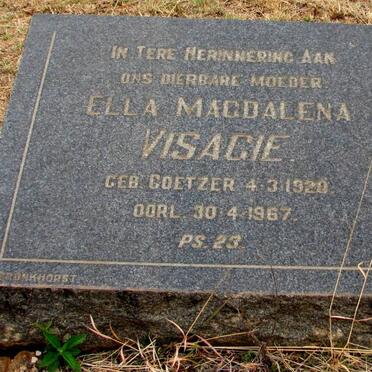 IN TERE HERINNERING AAN
ONS DIERBARE MOEDER
ELLA MAGDALENA
VISAGIE.
GEB. COETZER 4-3-1920.
OORL. 30-4-1967.
PS. 23.